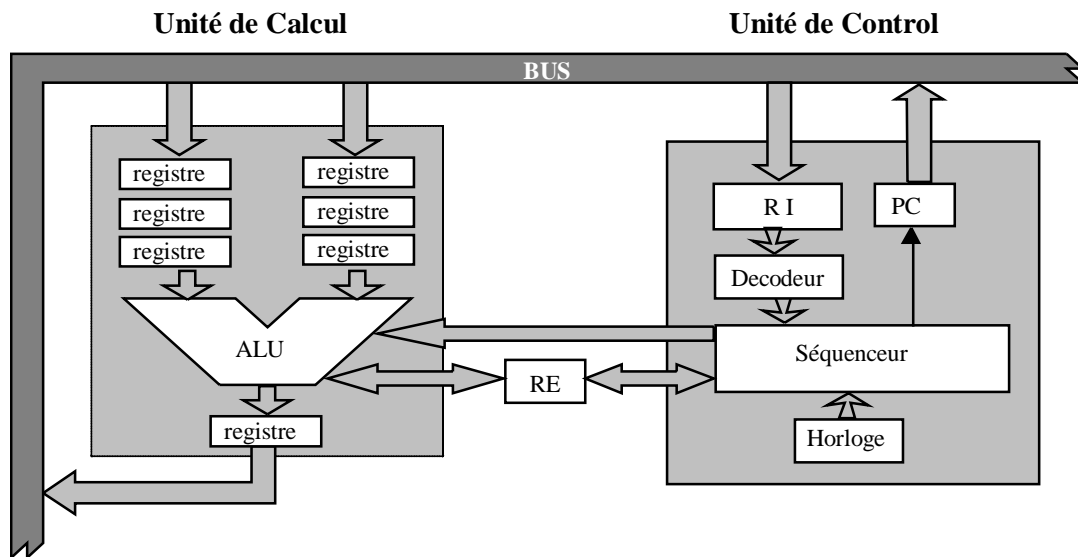 Unité de Calcul
Unité de Control
BUS
registre
registre
registre
registre
registre
registre
ALU
registre
RE
R I
PC
Decodeur
Séquenceur
Horloge